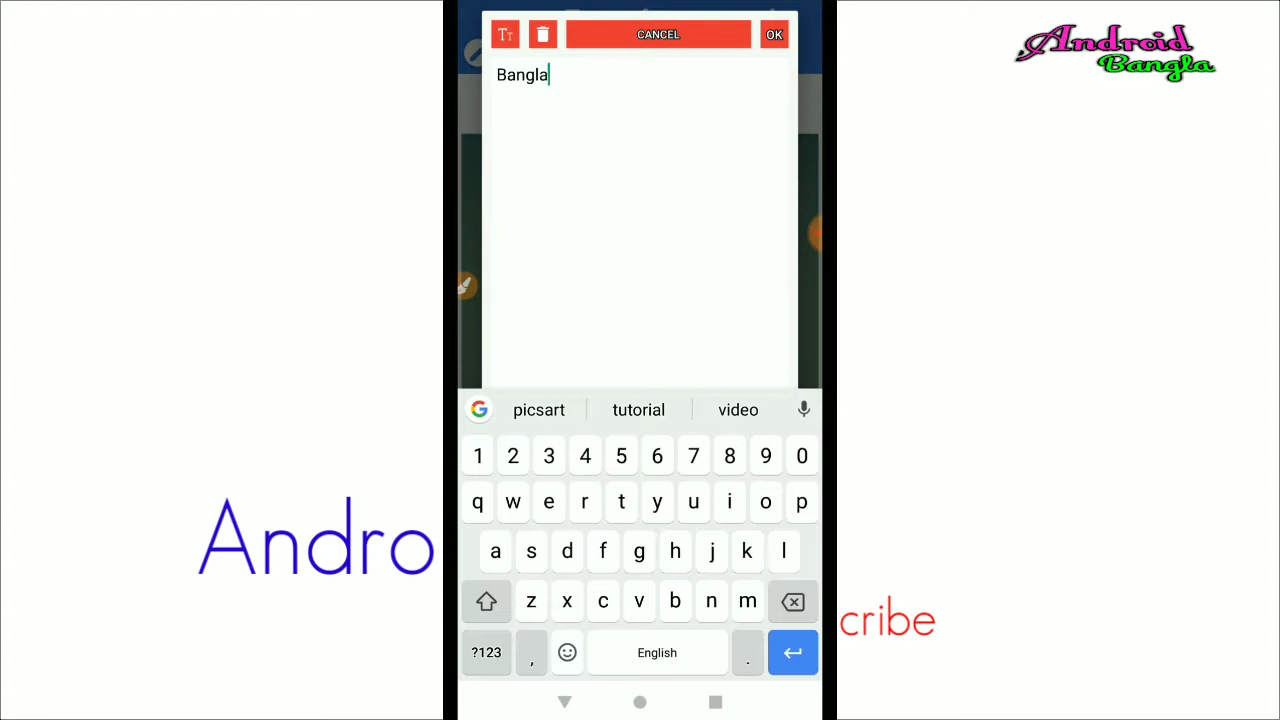 Android
Bangla
TT
CANCEL
OK
Bangla
picsart tutorial video
1 2 3 4 5 6 7 8 9 0
q w e r t y u i o p
a s d f g h j k l
z x c v b n m
?123 , English .
Andro
cribe